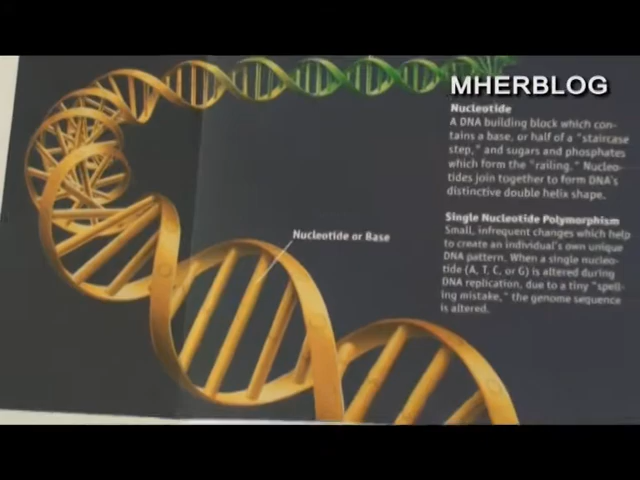 MHERBLOG
Nucleotide
A DNA building block which con-
tains a base, or half of a "staircase
step," and sugars and phosphates
which form the "railing." Nucleo-
tides join together to form DNA's
distinctive double helix shape.
Single Nucleotide Polymorphism
Small, infrequent changes which help
to create an individual's own unique
DNA pattern. When a single nucleo-
tide (A, T, C, or G) is altered during
DNA replication, due to a tiny "spell-
ing mistake," the genome sequence
is altered.
Nucleotide or Base